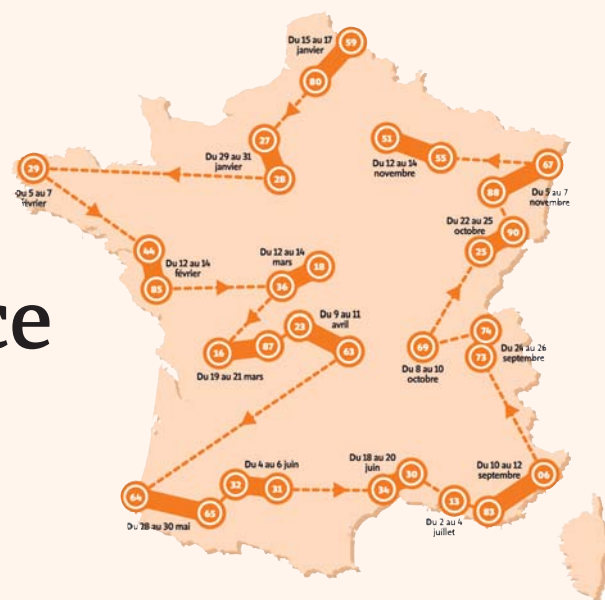 Du 15 au 17
janvier
59
80
27
28
Du 29 au 31
janvier
29
Du 5 au 7
février
44
85
Du 12 au 14
février
Du 12 au 14
mars
18
36
16
87
Du 19 au 21 mars
23
63
Du 9 au 11
avril
64
65
Du 28 au 30 mai
32
31
Du 4 au 6 juin
Du 18 au 20
juin
34
30
13
Du 2 au 4
juillet
83
06
Du 10 au 12
septembre
73
74
Du 24 au 26
septembre
69
Du 8 au 10
octobre
25
90
Du 22 au 25
octobre
88
67
Du 5 au 7
novembre
55
51
Du 12 au 14
novembre
ce